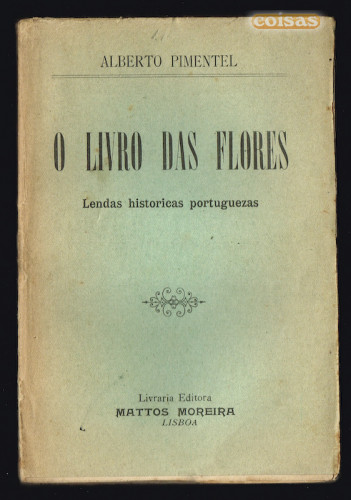 coisas
ALBERTO PIMENTEL
O LIVRO DAS FLORES
Lendas historicas portuguezas
Livraria Editora
MATTOS MOREIRA
LISBOA